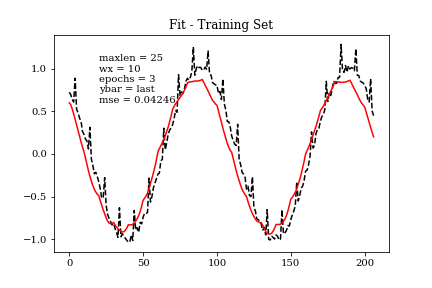 Fit - Training Set
maxlen = 25
wx = 10
epochs = 3
ybar = last
mse = 0.04246
1.0
0.5
0.0
−0.5
−1.0
0
50
100
150
200